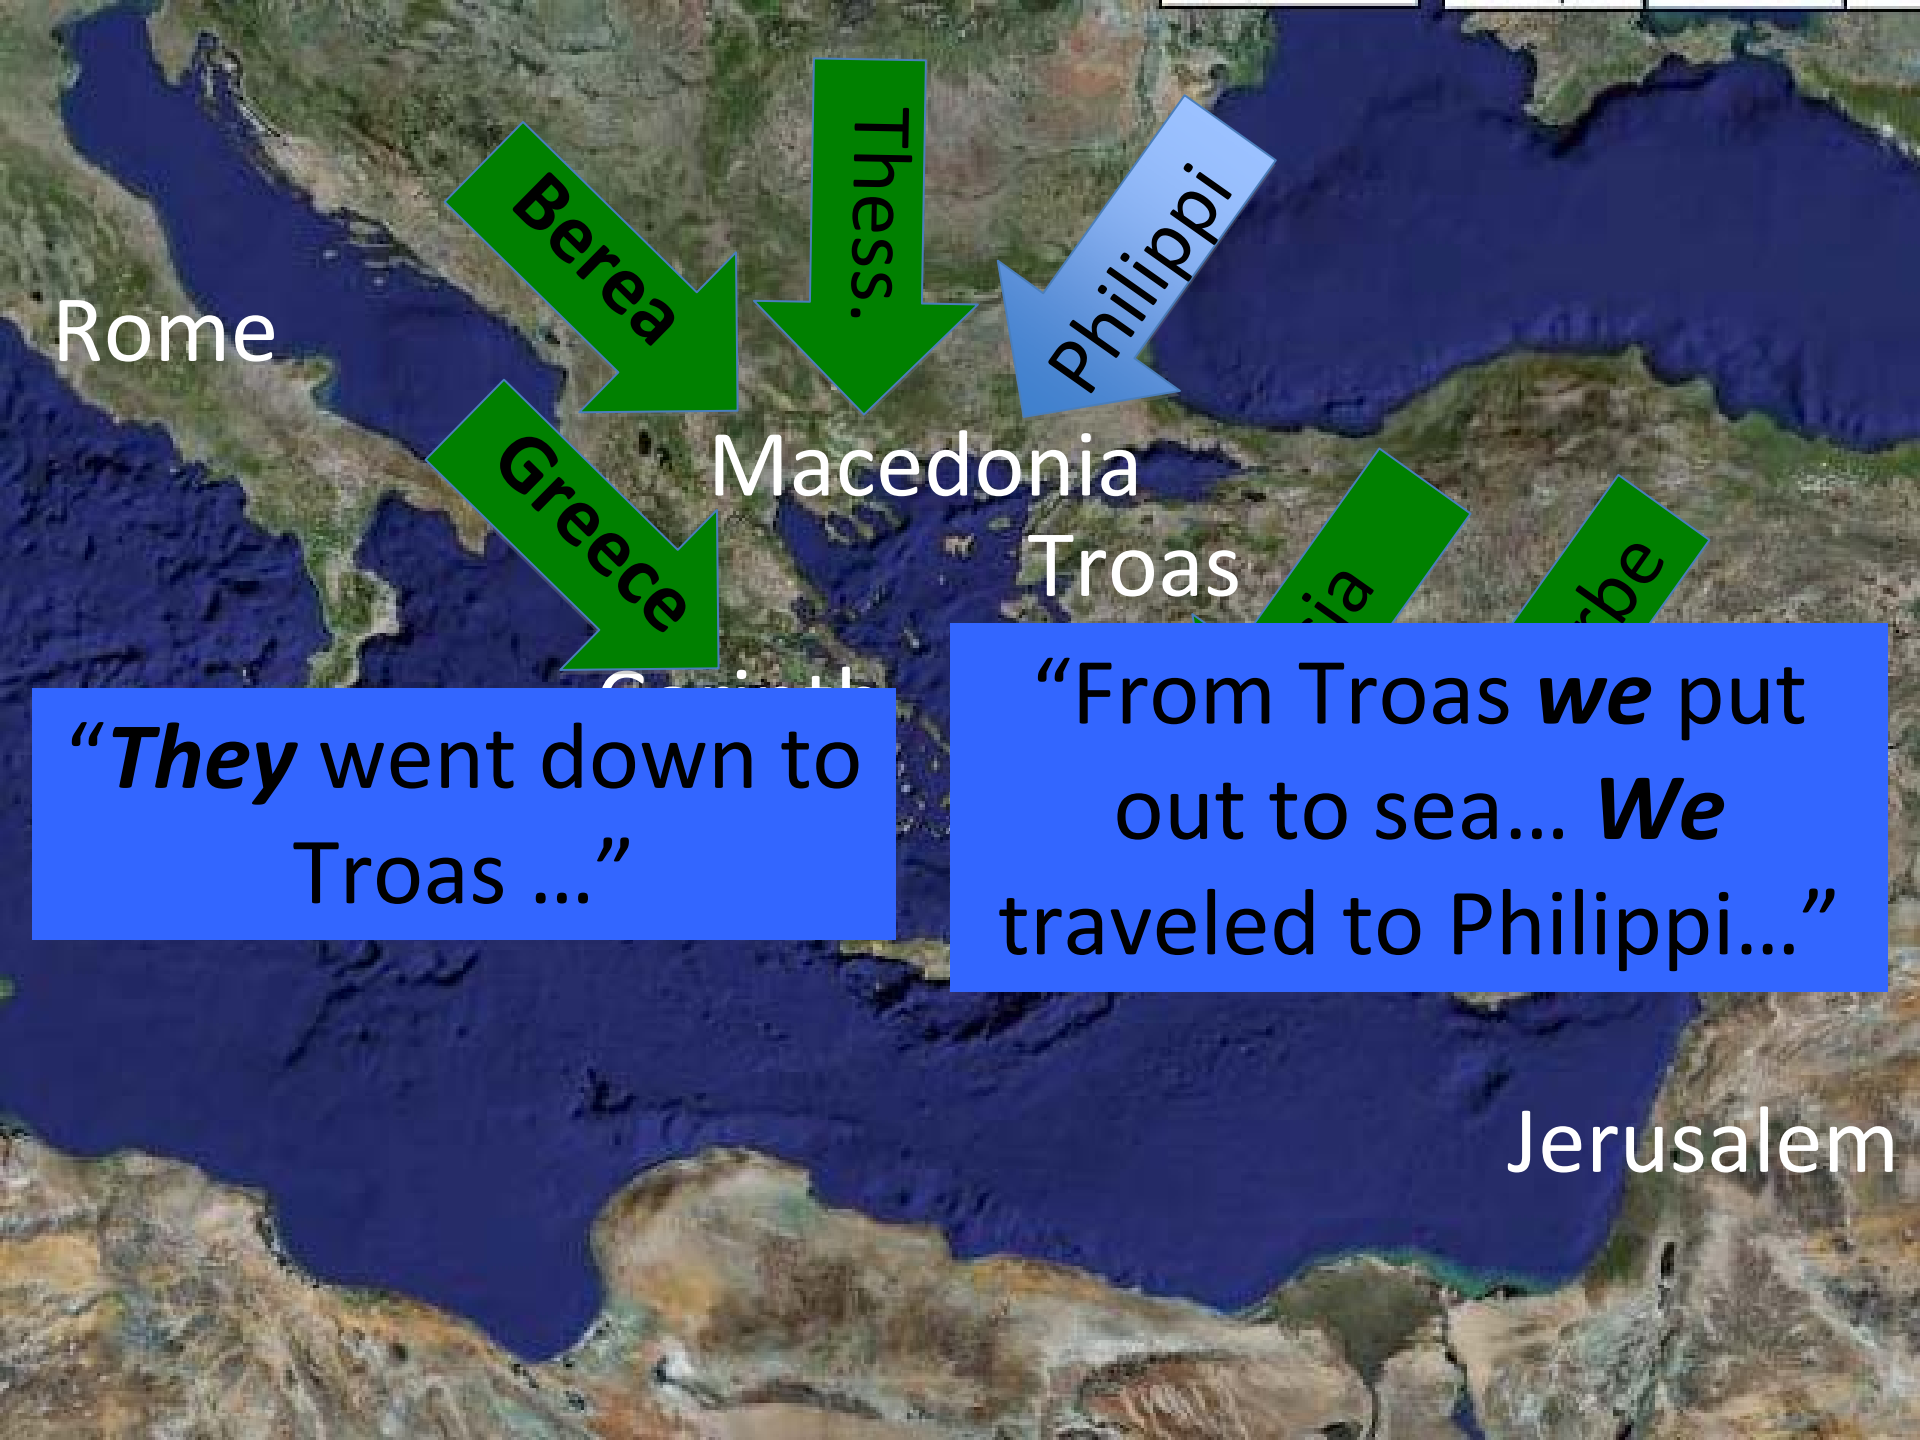 Berea
Thess.
Philippi
Rome
Greece
Macedonia
Troas
“They went down to
Troas ...”
“From Troas we put
out to sea... We
traveled to Philippi...”
Jerusalem